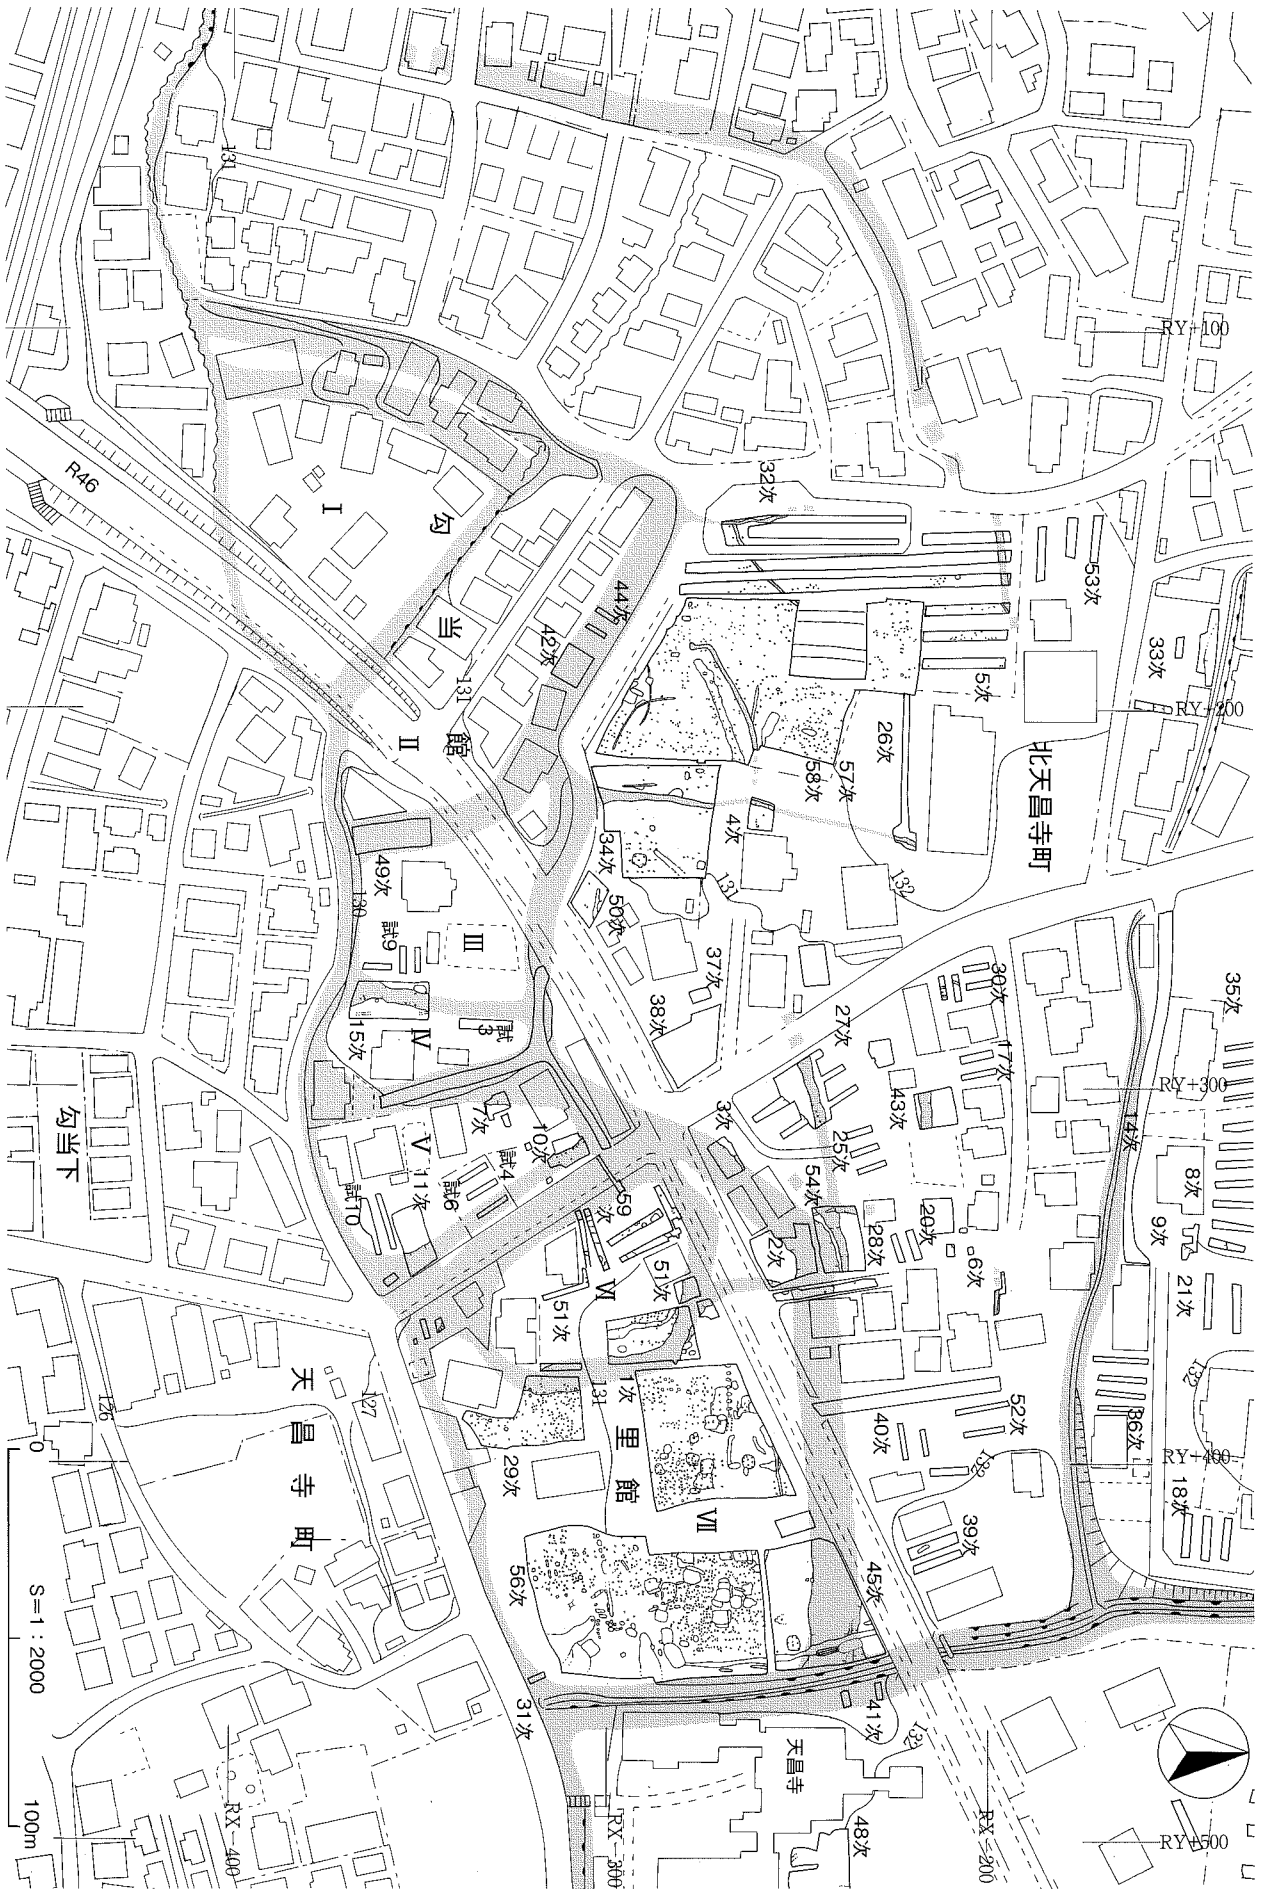 RY+100
131
R46
32次
53次
勾
当
館
Ⅰ
44次
42次
33次
RY+200
5次
131
Ⅱ
26次
北天昌寺町
57次
58次
4次
34次
132
131
49次
130
50次
試9
Ⅲ
37次
38次
30次
35次
27次
17次
RY+300
試3
Ⅳ
15次
43次
14次
3次
7次
10次
25次
Ⅴ
11次
試4
試6
試10
勾当下
59次
54次
8次
9次
28次
20次
6次
2次
21次
Ⅵ
51次
51次
132
52次
36次
127
131
1次
天昌寺町
126
40次
RY+400
132
里館
29次
Ⅶ
18次
39次
56次
45次
0
S=1:2000
100m
31次
41次
132
天昌寺
48次
RX-400
RX-300
RX-200
RY+500